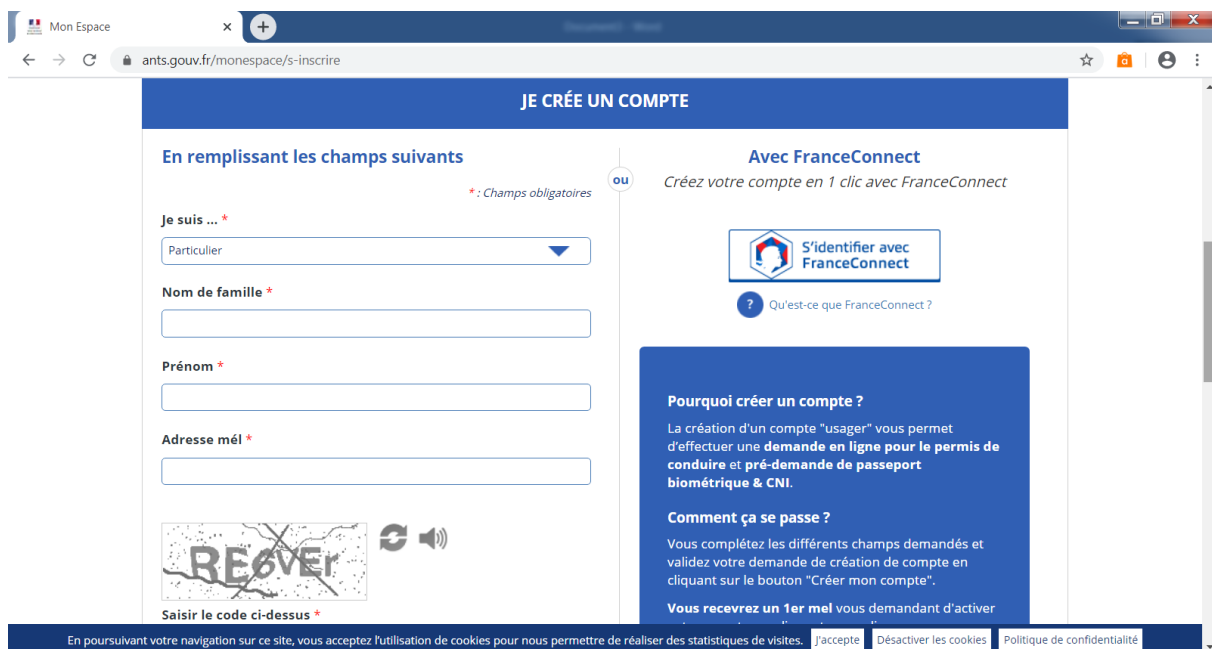 Mon Espace
Document3 - Word
ants.gouv.fr/monespace/s-inscrire
JE CRÉE UN COMPTE
En remplissant les champs suivants
* : Champs obligatoires
Je suis ... *
Particulier
Nom de famille *
Prénom *
Adresse mél *
Saisir le code ci-dessus *
ou
Avec FranceConnect
Créez votre compte en 1 clic avec FranceConnect
S'identifier avec
FranceConnect
? Qu'est-ce que FranceConnect ?
Pourquoi créer un compte ?
La création d'un compte "usager" vous permet
d'effectuer une demande en ligne pour le permis de
conduire et pré-demande de passeport
biométrique & CNI.
Comment ça se passe ?
Vous complétez les différents champs demandés et
validez votre demande de création de compte en
cliquant sur le bouton "Créer mon compte".
Vous recevrez un 1er mel vous demandant d'activer
En poursuivant votre navigation sur ce site, vous acceptez l'utilisation de cookies pour nous permettre de réaliser des statistiques de visites. J'accepte Désactiver les cookies Politique de confidentialité